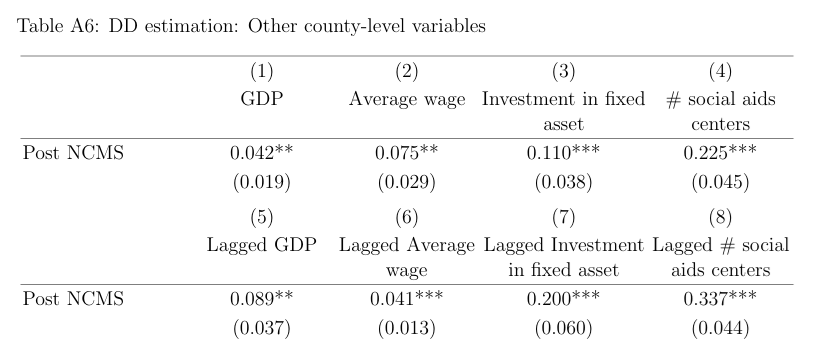 Table A6: DD estimation: Other county-level variables
(1) (2) (3) (4)
GDP Average wage Investment in fixed # social aids
asset centers
Post NCMS 0.042** 0.075** 0.110*** 0.225***
(0.019) (0.029) (0.038) (0.045)
(5) (6) (7) (8)
Lagged GDP Lagged Average Lagged Investment Lagged # social
wage in fixed asset aids centers
Post NCMS 0.089** 0.041*** 0.200*** 0.337***
(0.037) (0.013) (0.060) (0.044)